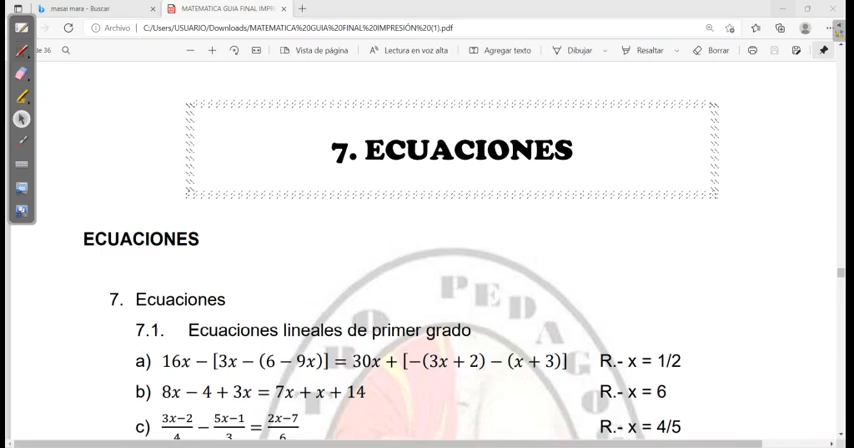 masai mara - Buscar
MATEMATICA GUIA FINAL IMPRE
Archivo | C:/Users/USUARIO/Downloads/MATEMATICA%20GUIA%20FINAL%20IMPRESIÓN%20(1).pdf
de 36
Vista de página
Lectura en voz alta
Agregar texto
Dibujar
Resaltar
Borrar
7. ECUACIONES
ECUACIONES
7. Ecuaciones
7.1. Ecuaciones lineales de primer grado
a) 16x − [3x − (6 − 9x)] = 30x + [−(3x + 2) − (x + 3)] R.- x = 1/2
b) 8x − 4 + 3x = 7x + x + 14 R.- x = 6
c) (3x−2)/4 − (5x−1)/3 = (2x−7)/6 R.- x = 4/5
PEDAG